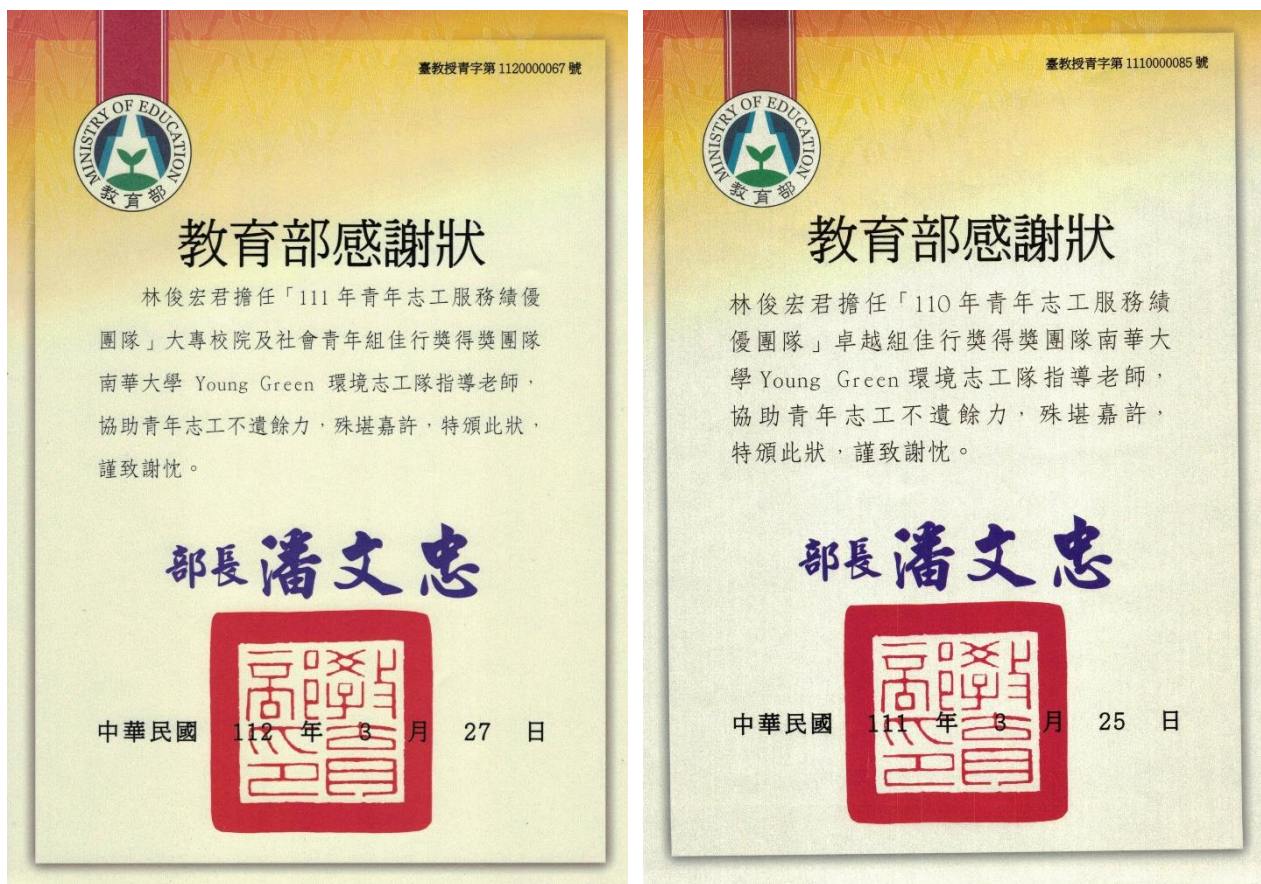 臺教授青字第 1120000067 號
MINISTRY OF EDUCATION
教育部
教育部感謝狀
林俊宏君擔任「111 年青年志工服務績優
團隊」大專校院及社會青年組佳行獎得獎團隊
南華大學 Young Green 環境志工隊指導老師，
協助青年志工不遺餘力，殊堪嘉許，特頒此狀，
謹致謝忱。
部長 潘文忠
教育部印
中華民國 112 年 3 月 27 日
臺教授青字第 1110000085 號
MINISTRY OF EDUCATION
教育部
教育部感謝狀
林俊宏君擔任「110 年青年志工服務績
優團隊」卓越組佳行獎得獎團隊南華大
學 Young Green 環境志工隊指導老師，
協助青年志工不遺餘力，殊堪嘉許，
特頒此狀，謹致謝忱。
部長 潘文忠
教育部印
中華民國 111 年 3 月 25 日